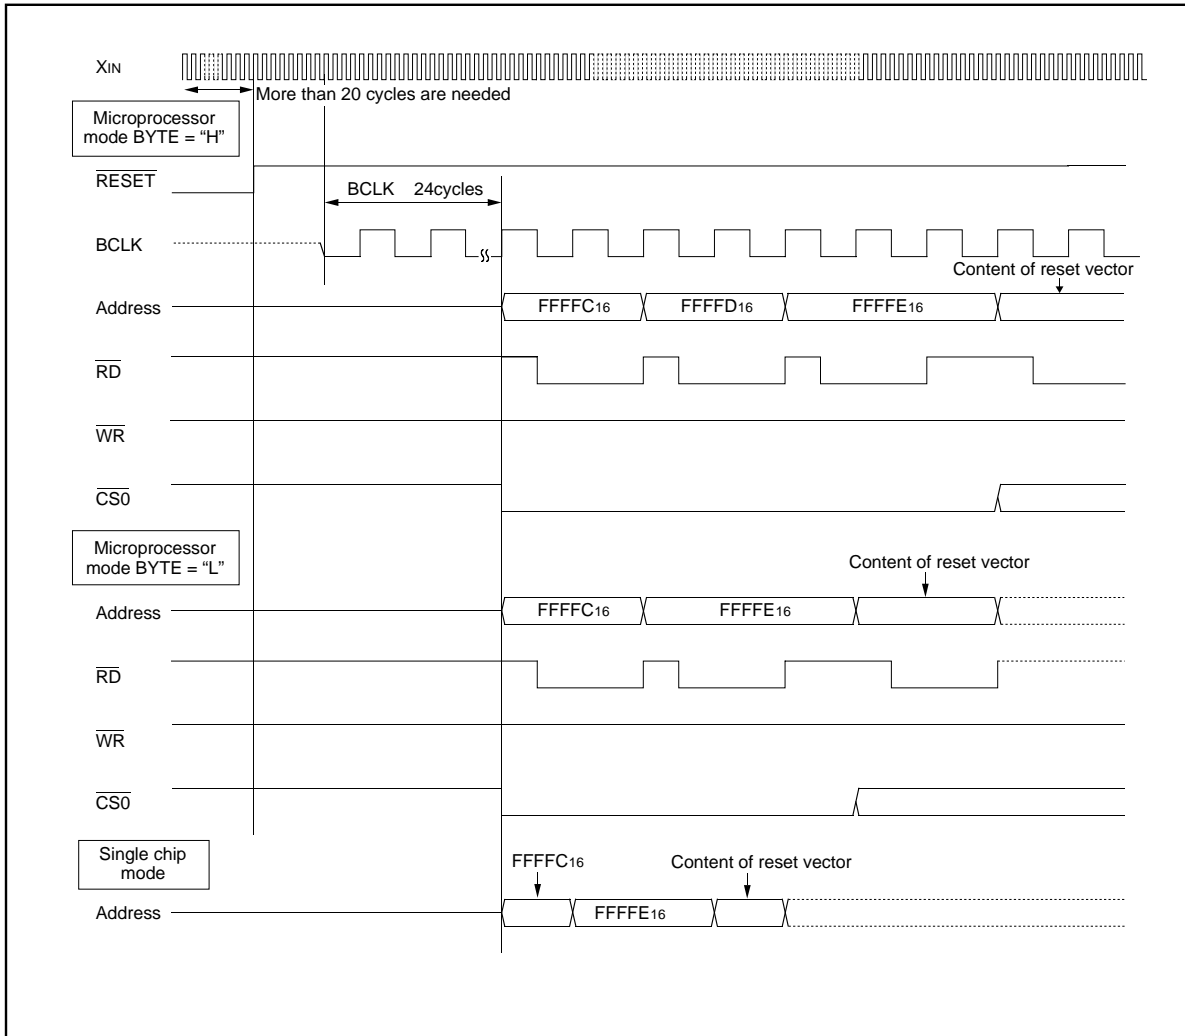 XIN
More than 20 cycles are needed
Microprocessor
mode BYTE = “H”
RESET
BCLK 24cycles
BCLK
Content of reset vector
Address
FFFFC16
FFFFD16
FFFFE16
RD
WR
CS0
Microprocessor
mode BYTE = “L”
Content of reset vector
Address
FFFFC16
FFFFE16
RD
WR
CS0
Single chip
mode
FFFFC16
Content of reset vector
Address
FFFFE16